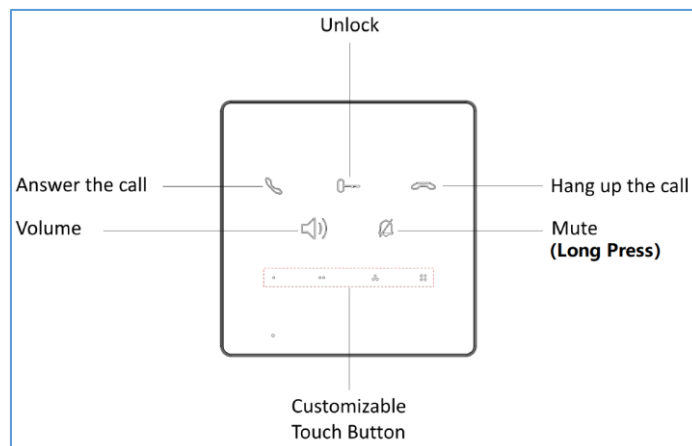 Unlock
Answer the call
Hang up the call
Volume
Mute
(Long Press)
Customizable
Touch Button